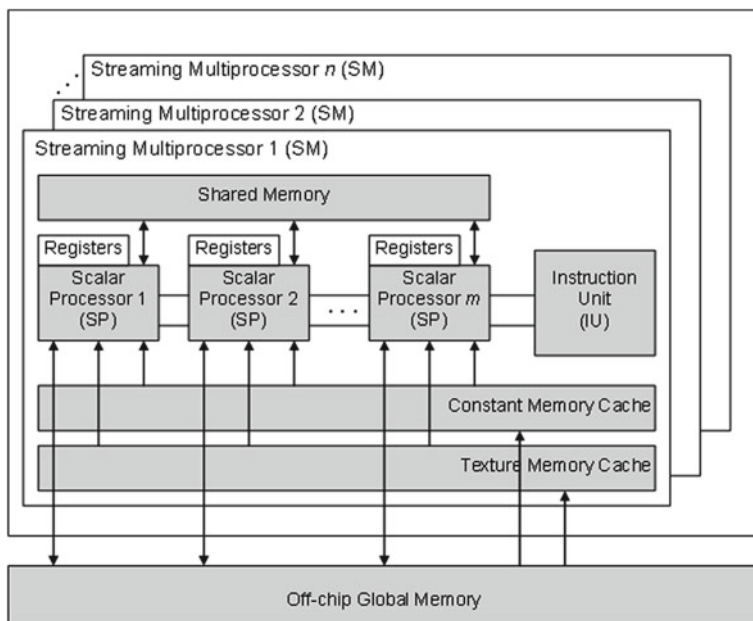 Streaming Multiprocessor n (SM)
Streaming Multiprocessor 2 (SM)
Streaming Multiprocessor 1 (SM)
Shared Memory
Registers
Registers
Registers
Scalar
Processor 1
(SP)
Scalar
Processor 2
(SP)
...
Scalar
Processor m
(SP)
Instruction
Unit
(IU)
Constant Memory Cache
Texture Memory Cache
Off-chip Global Memory